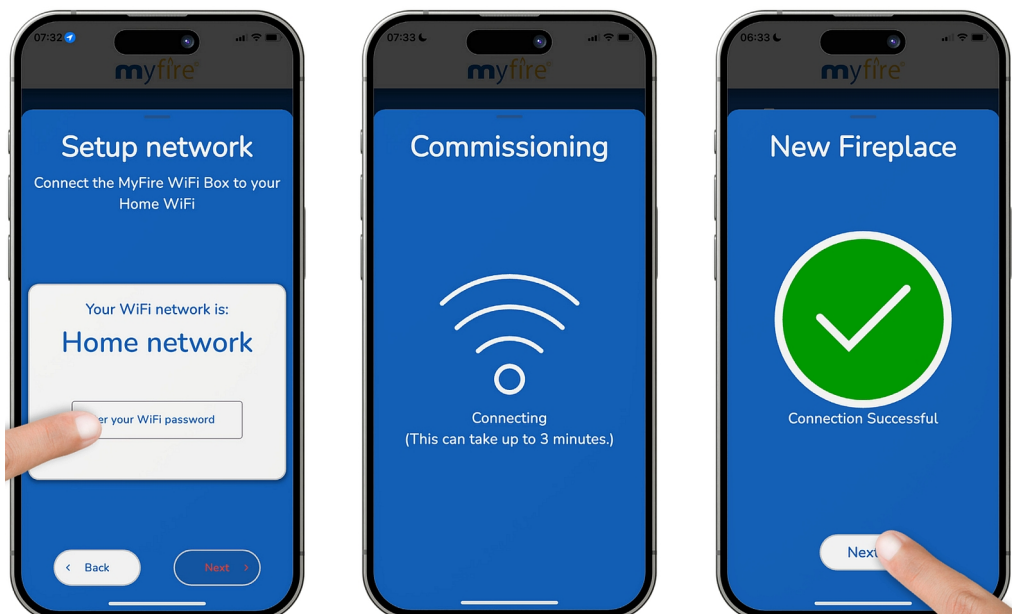 07:32
myfire®
Setup network
Connect the MyFire WiFi Box to your
Home WiFi
Your WiFi network is:
Home network
er your WiFi password
Back
Next
07:33
myfire®
Commissioning
Connecting
(This can take up to 3 minutes.)
06:33
myfire®
New Fireplace
Connection Successful
Next